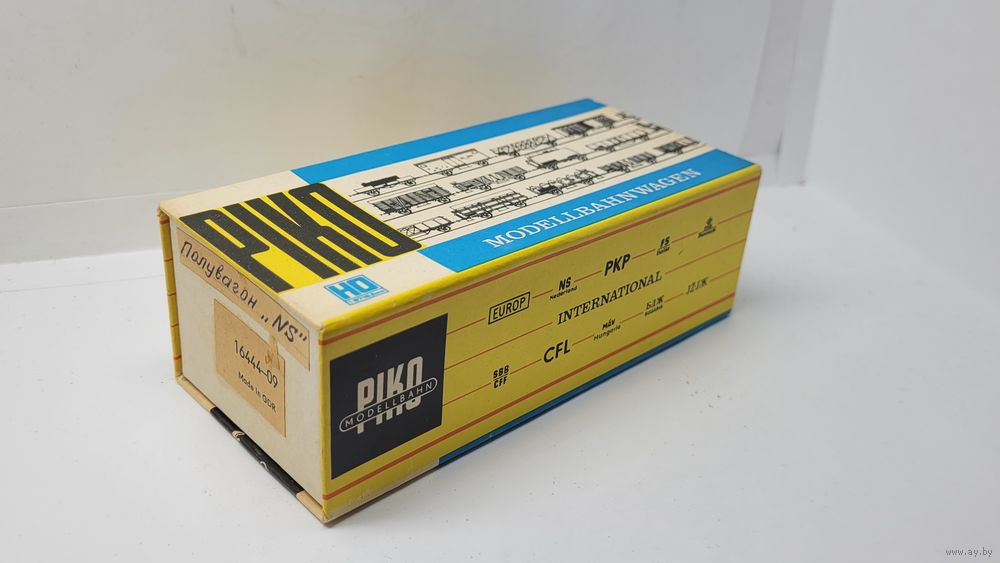 PIKO
HO
MODELLBAHNWAGEN
Полувагон „NS"
16444-09
Made in GDR
PIKO
MODELLBAHN
EUROP
NS
Nederland
PKP
FS
Italia
INTERNATIONAL
SBB
CFF
CFL
MÁV
Hungaria
БДЖ
www.ay.by